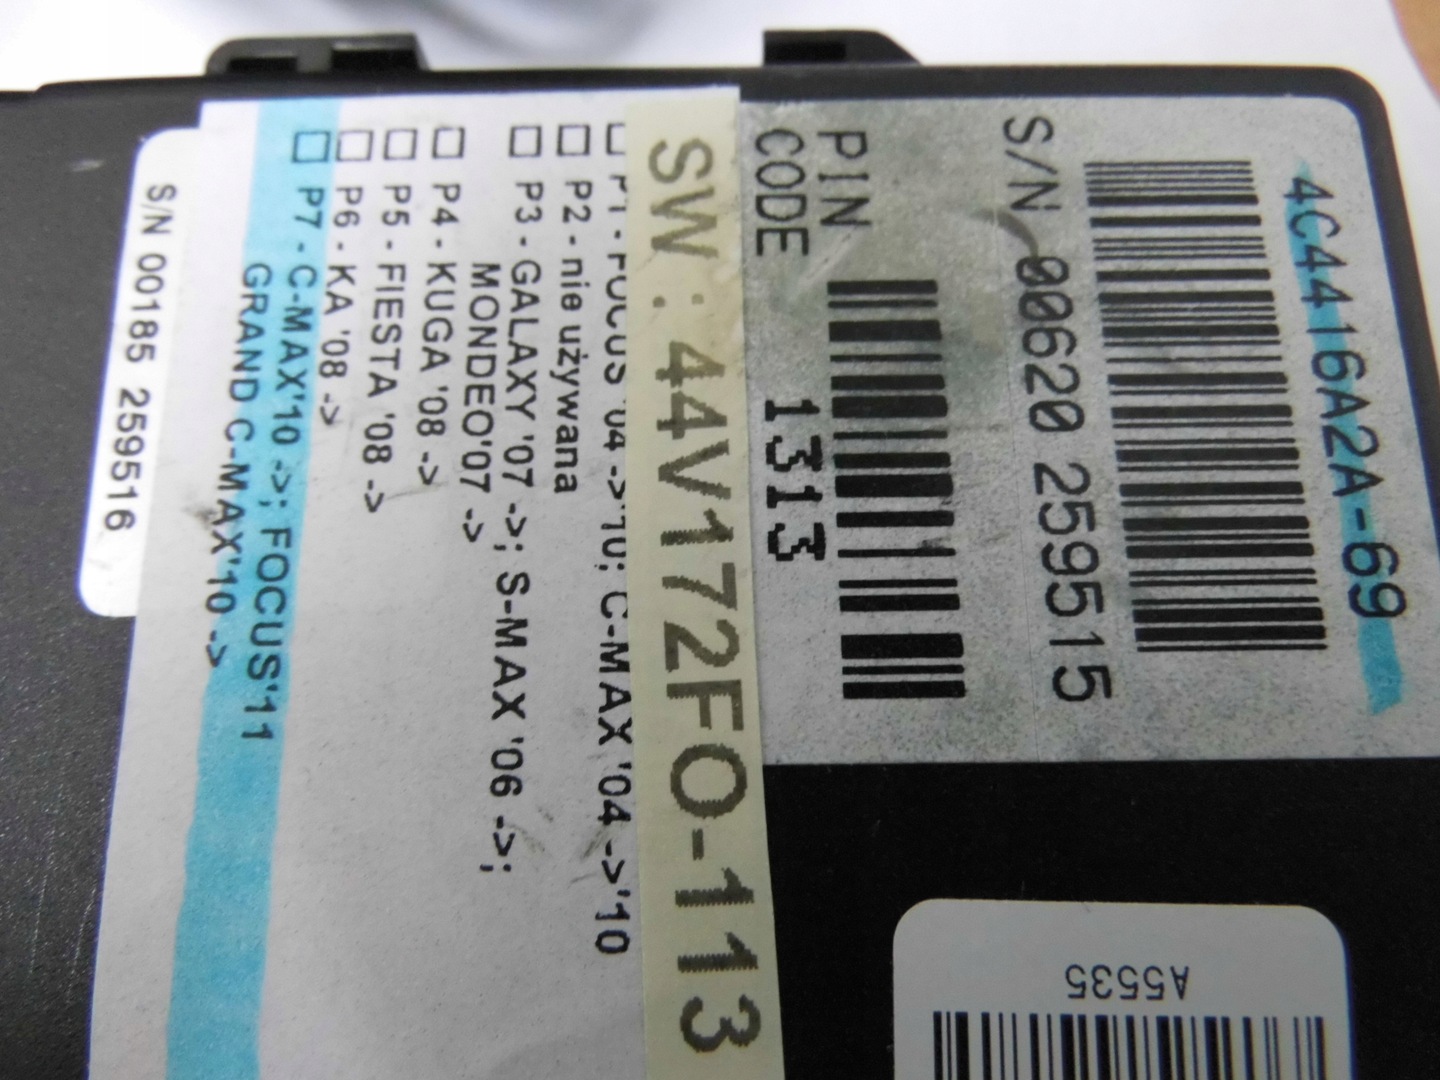 4C4416A2A-69
S/N 00620 259515
PIN
CODE
1313
SW: 44V172FO-113
P1 - FOCUS '04 ->'10; C-MAX '04 ->'10
P2 - nie używana
P3 - GALAXY '07 ->; S-MAX '06 ->;
MONDEO'07 ->
P4 - KUGA '08 ->
P5 - FIESTA '08 ->
P6 - KA '08 ->
P7 - C-MAX'10 ->; FOCUS'11
GRAND C-MAX'10 ->
S/N 00185 259516
A5535